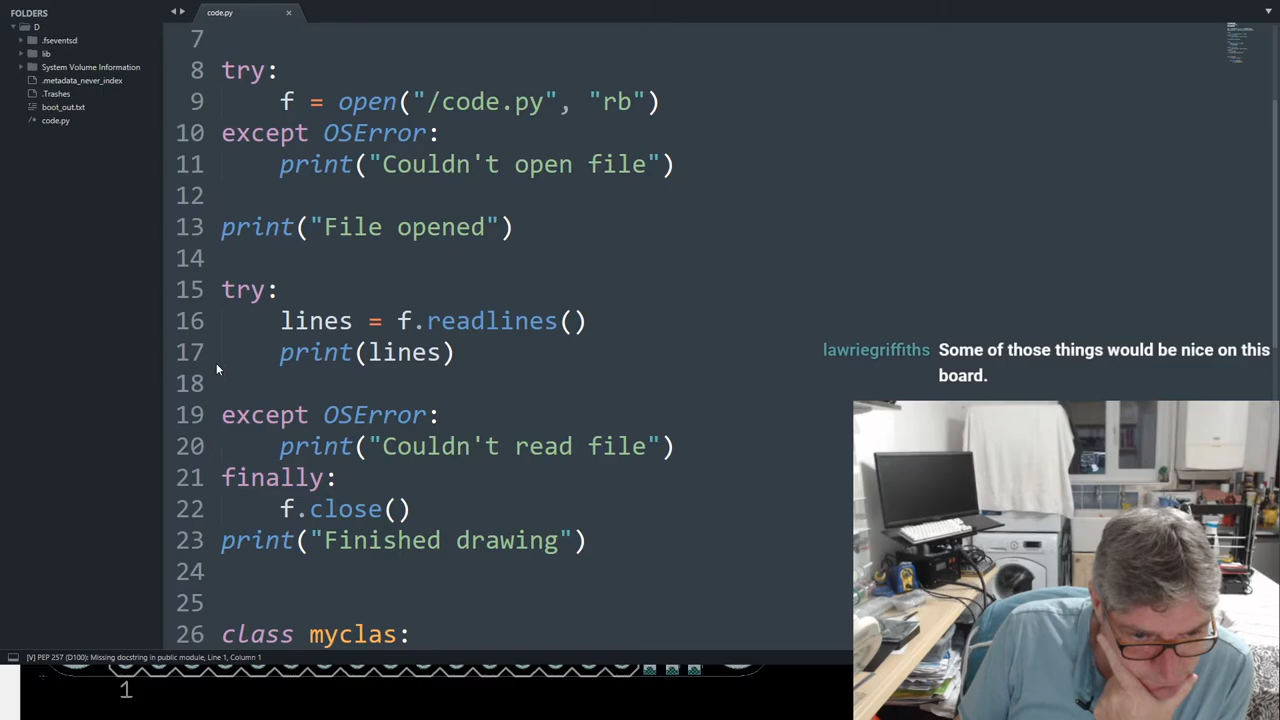 FOLDERS
D
.fseventsd
lib
System Volume Information
.metadata_never_index
.Trashes
boot_out.txt
/* code.py
code.py ×
7
8 try:
9 f = open("/code.py", "rb")
10 except OSError:
11 print("Couldn't open file")
12
13 print("File opened")
14
15 try:
16 lines = f.readlines()
17 print(lines)
18
19 except OSError:
20 print("Couldn't read file")
21 finally:
22 f.close()
23 print("Finished drawing")
24
25
26 class myclas:
lawriegriffiths Some of those things would be nice on this
board.
[V] PEP 257 (D100): Missing docstring in public module, Line 1, Column 1
1